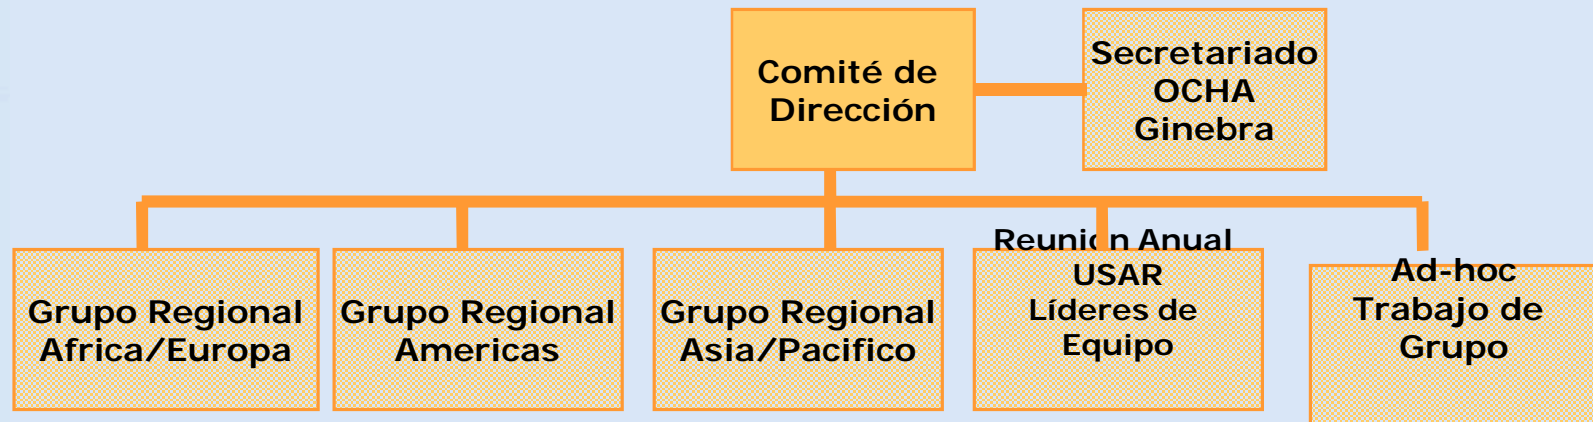 Comité de
Dirección
Secretariado
OCHA
Ginebra
Grupo Regional
Africa/Europa
Grupo Regional
Americas
Grupo Regional
Asia/Pacifico
Reunión Anual
USAR
Líderes de
Equipo
Ad-hoc
Trabajo de
Grupo